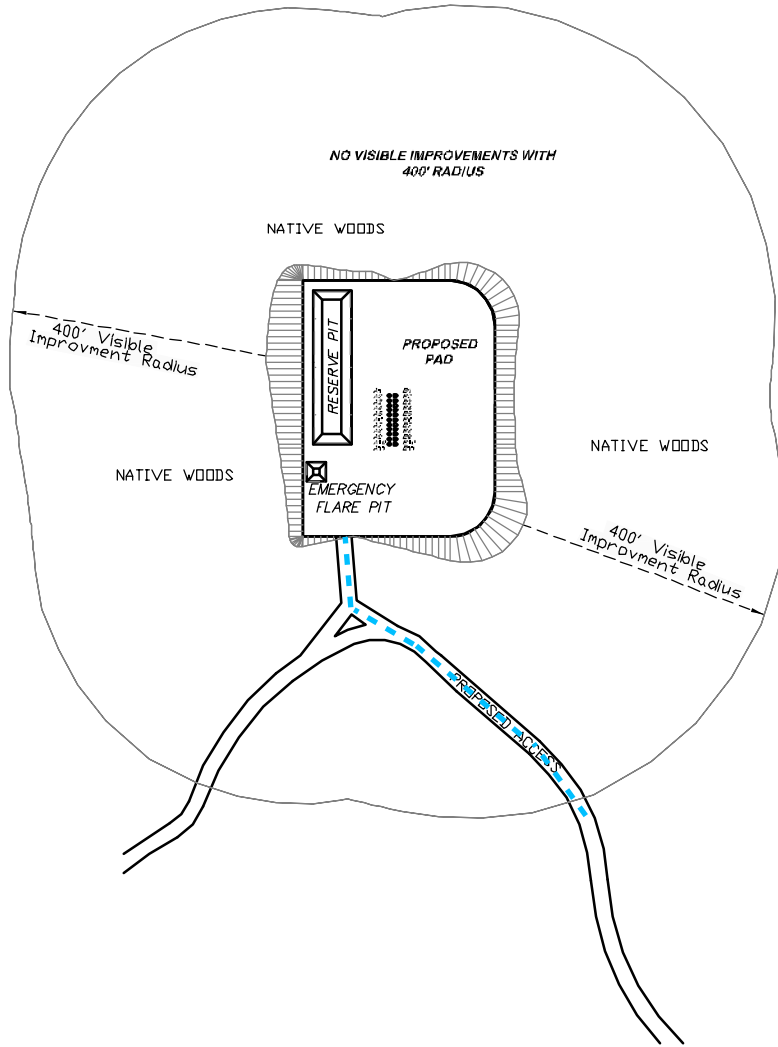 NO VISIBLE IMPROVEMENTS WITH
400' RADIUS
NATIVE WOODS
400' Visible
Improvment Radius
RESERVE PIT
PROPOSED
PAD
NATIVE WOODS
NATIVE WOODS
EMERGENCY
FLARE PIT
400' Visible
Improvment Radius
PROPOSED ACCESS